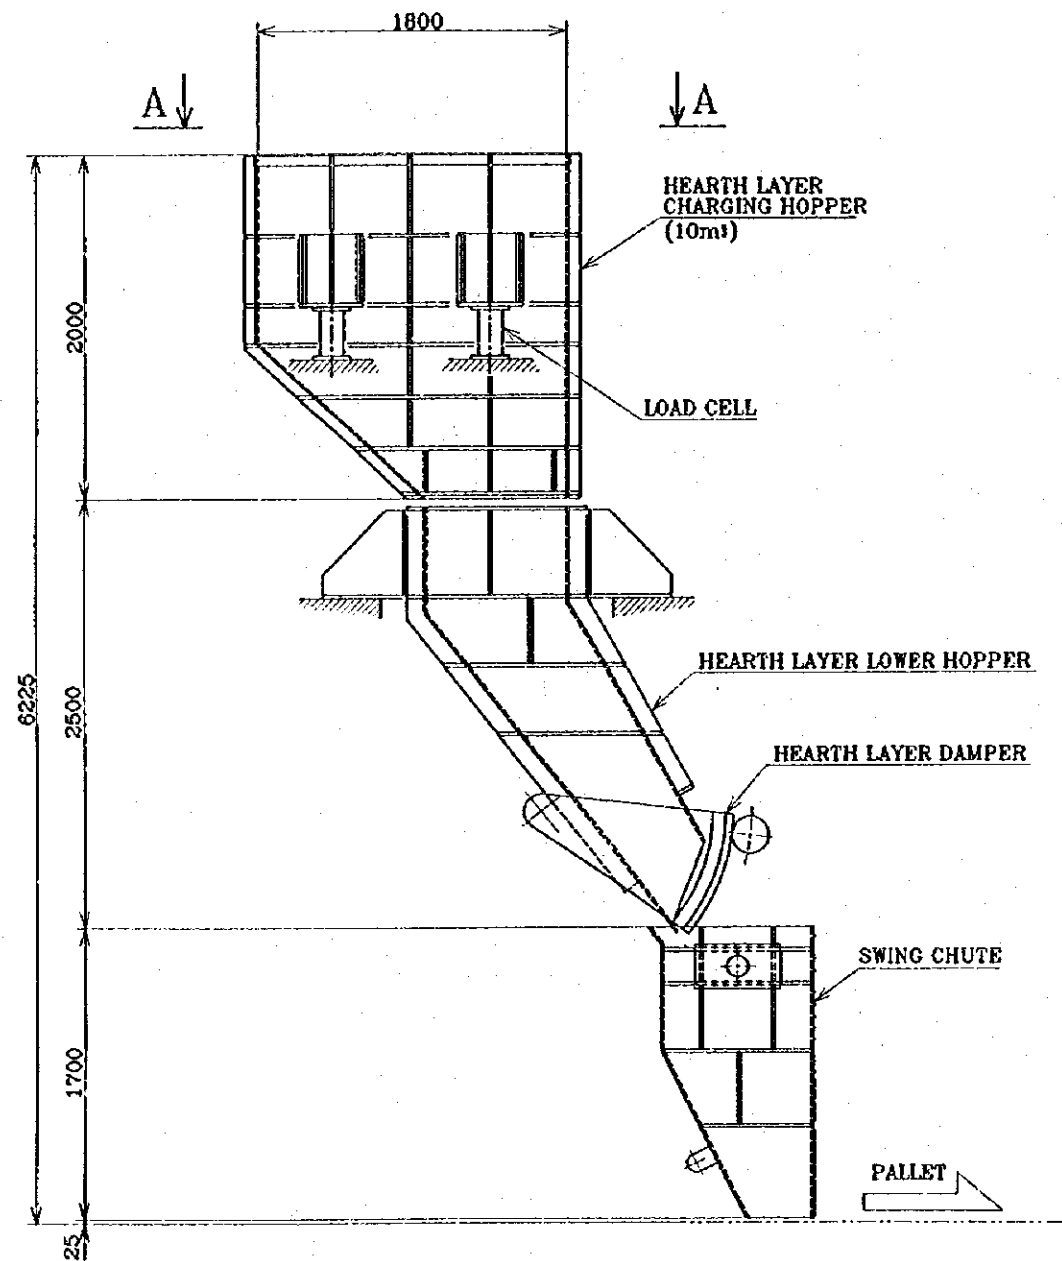 1800
A
A
HEARTH LAYER
CHARGING HOPPER
(10m³)
2000
LOAD CELL
HEARTH LAYER LOWER HOPPER
6225
2500
HEARTH LAYER DAMPER
SWING CHUTE
1700
PALLET
25